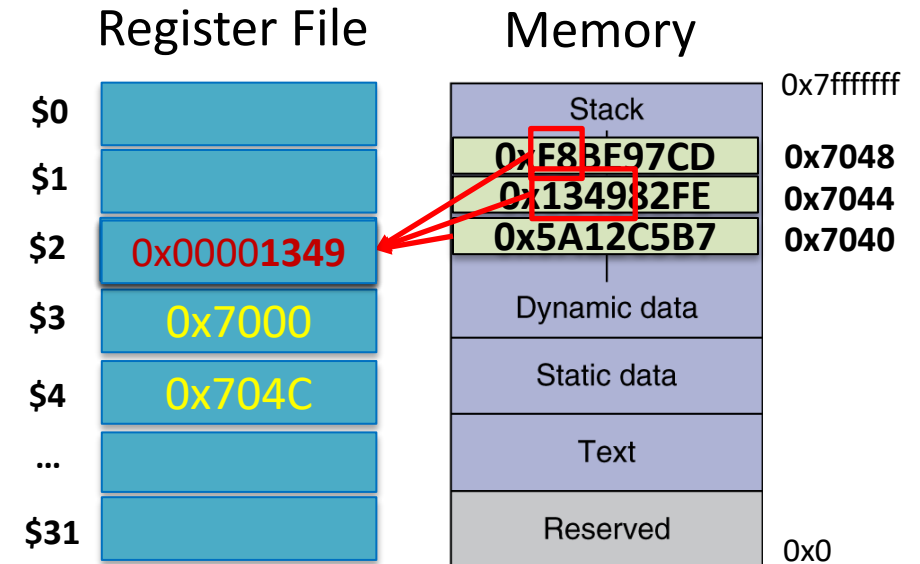 Register File
Memory
0x7fffffff
$0
Stack
0xF8BE97CD
0x7048
$1
0x134982FE
0x7044
$2
0x00001349
0x5A12C5B7
0x7040
$3
0x7000
Dynamic data
$4
0x704C
Static data
...
Text
$31
Reserved
0x0